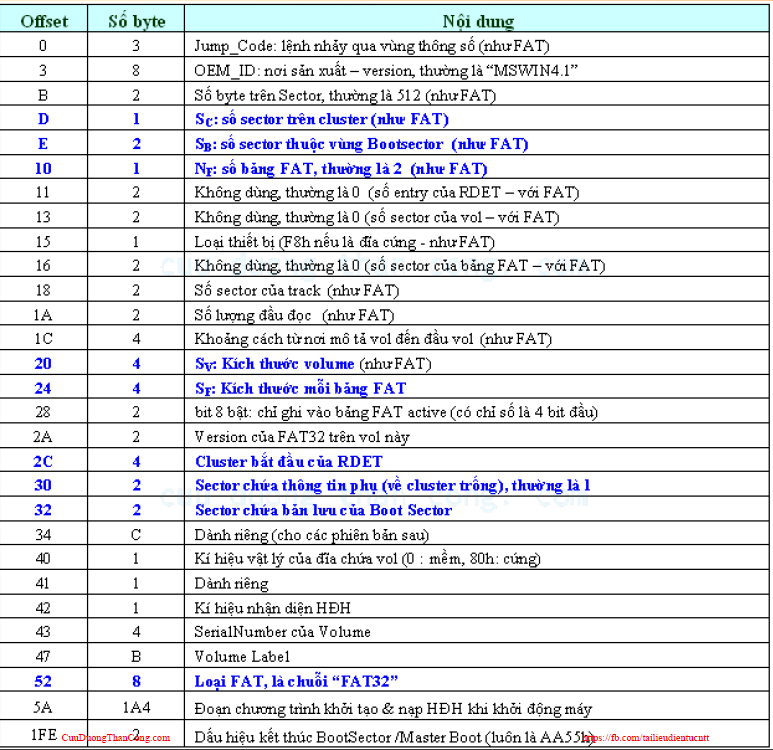 Offset Số byte Nội dung
0 3 Jump_Code: lệnh nhảy qua vùng thông số (như FAT)
3 8 OEM_ID: nơi sản xuất – version, thường là “MSWIN4.1”
B 2 Số byte trên Sector, thường là 512 (như FAT)
D 1 SC: số sector trên cluster (như FAT)
E 2 SB: số sector thuộc vùng Bootsector (như FAT)
10 1 NF: số bảng FAT, thường là 2 (như FAT)
11 2 Không dùng, thường là 0 (số entry của RDET – với FAT)
13 2 Không dùng, thường là 0 (số sector của vol – với FAT)
15 1 Loại thiết bị (F8h nếu là đĩa cứng - như FAT)
16 2 Không dùng, thường là 0 (số sector của bảng FAT – với FAT)
18 2 Số sector của track (như FAT)
1A 2 Số lượng đầu đọc (như FAT)
1C 4 Khoảng cách từ nơi mô tả vol đến đầu vol (như FAT)
20 4 SV: Kích thước volume (như FAT)
24 4 SF: Kích thước mỗi bảng FAT
28 2 bit 8 bật: chỉ ghi vào bảng FAT active (có chỉ số là 4 bit đầu)
2A 2 Version của FAT32 trên vol này
2C 4 Cluster bắt đầu của RDET
30 2 Sector chứa thông tin phụ (về cluster trống), thường là 1
32 2 Sector chứa bản lưu của Boot Sector
34 C Dành riêng (cho các phiên bản sau)
40 1 Kí hiệu vật lý của đĩa chứa vol (0 : mềm, 80h: cứng)
41 1 Dành riêng
42 1 Kí hiệu nhận diện HĐH
43 4 SerialNumber của Volume
47 B Volume Label
52 8 Loại FAT, là chuỗi “FAT32”
5A 1A4 Đoạn chương trình khởi tạo & nạp HĐH khi khởi động máy
1FE 2 Dấu hiệu kết thúc BootSector /Master Boot (luôn là AA55h)
CuuDuongThanCong.com https://fb.com/tailieudientucntt
cuu duong than cong. com
cuu duong than cong. com